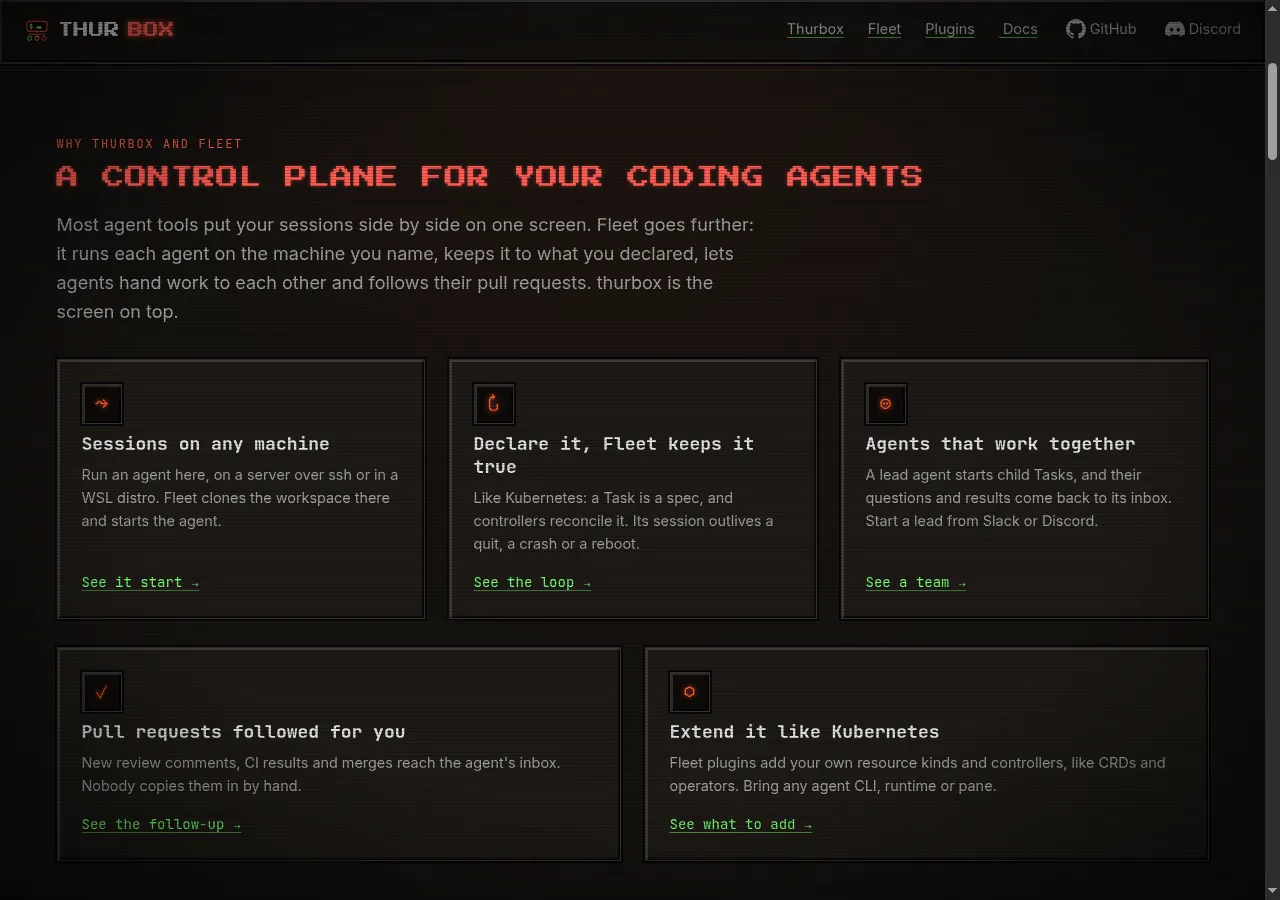 THUR BOX
Thurbox Fleet Plugins Docs GitHub Discord
WHY THURBOX AND FLEET
A CONTROL PLANE FOR YOUR CODING AGENTS
Most agent tools put your sessions side by side on one screen. Fleet goes further:
it runs each agent on the machine you name, keeps it to what you declared, lets
agents hand work to each other and follows their pull requests. thurbox is the
screen on top.
Sessions on any machine
Run an agent here, on a server over ssh or in a
WSL distro. Fleet clones the workspace there
and starts the agent.
See it start →
Declare it, Fleet keeps it
true
Like Kubernetes: a Task is a spec, and
controllers reconcile it. Its session outlives a
quit, a crash or a reboot.
See the loop →
Agents that work together
A lead agent starts child Tasks, and their
questions and results come back to its inbox.
Start a lead from Slack or Discord.
See a team →
Pull requests followed for you
New review comments, CI results and merges reach the agent's inbox.
Nobody copies them in by hand.
See the follow-up →
Extend it like Kubernetes
Fleet plugins add your own resource kinds and controllers, like CRDs and
operators. Bring any agent CLI, runtime or pane.
See what to add →